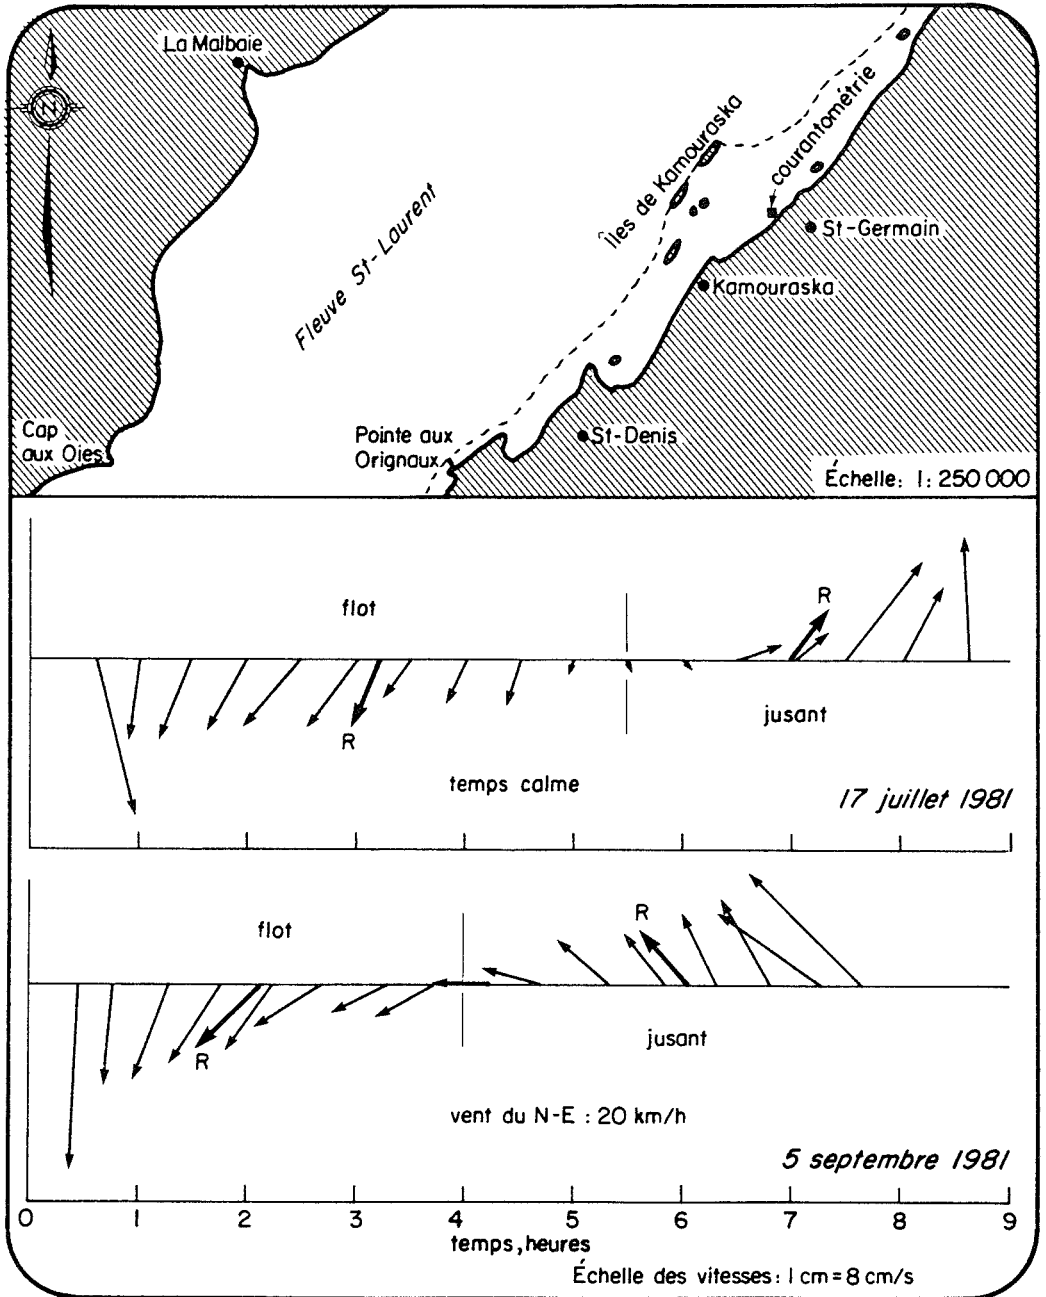 La Malbaie
N
Îles de Kamouraska
courantométrie
Fleuve St-Laurent
St-Germain
Kamouraska
Cap
aux Oies
Pointe aux
Orignaux
St-Denis
Échelle: 1: 250 000
flot
R
R
jusant
temps calme
17 juillet 1981
flot
R
R
jusant
vent du N-E : 20 km/h
5 septembre 1981
0 1 2 3 4 5 6 7 8 9
temps, heures
Échelle des vitesses: 1 cm = 8 cm/s